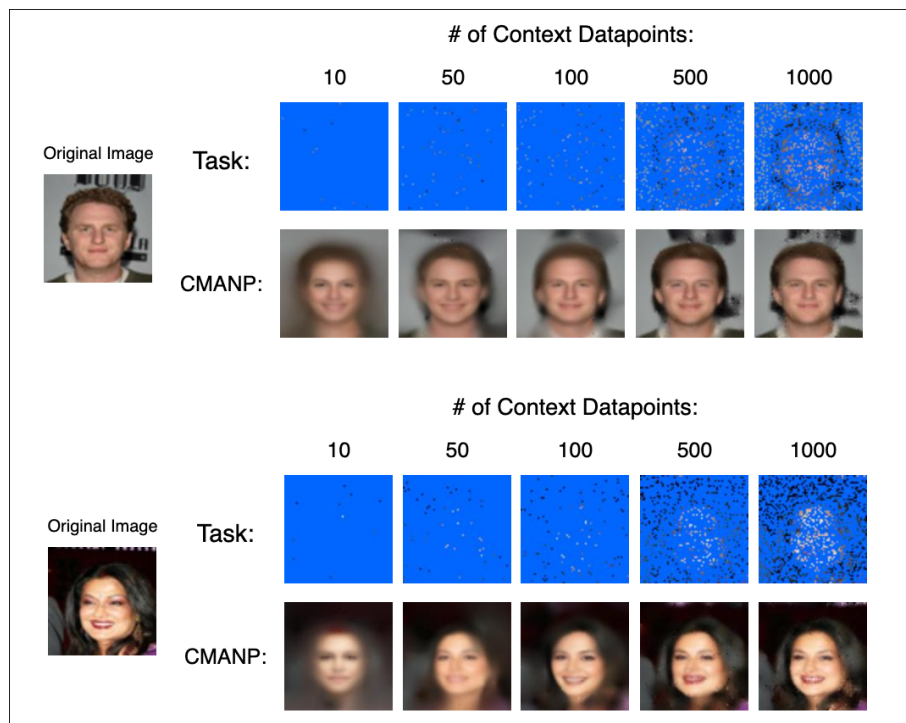 # of Context Datapoints:
10 50 100 500 1000
Original Image
Task:
CMANP:
# of Context Datapoints:
10 50 100 500 1000
Original Image
Task:
CMANP: